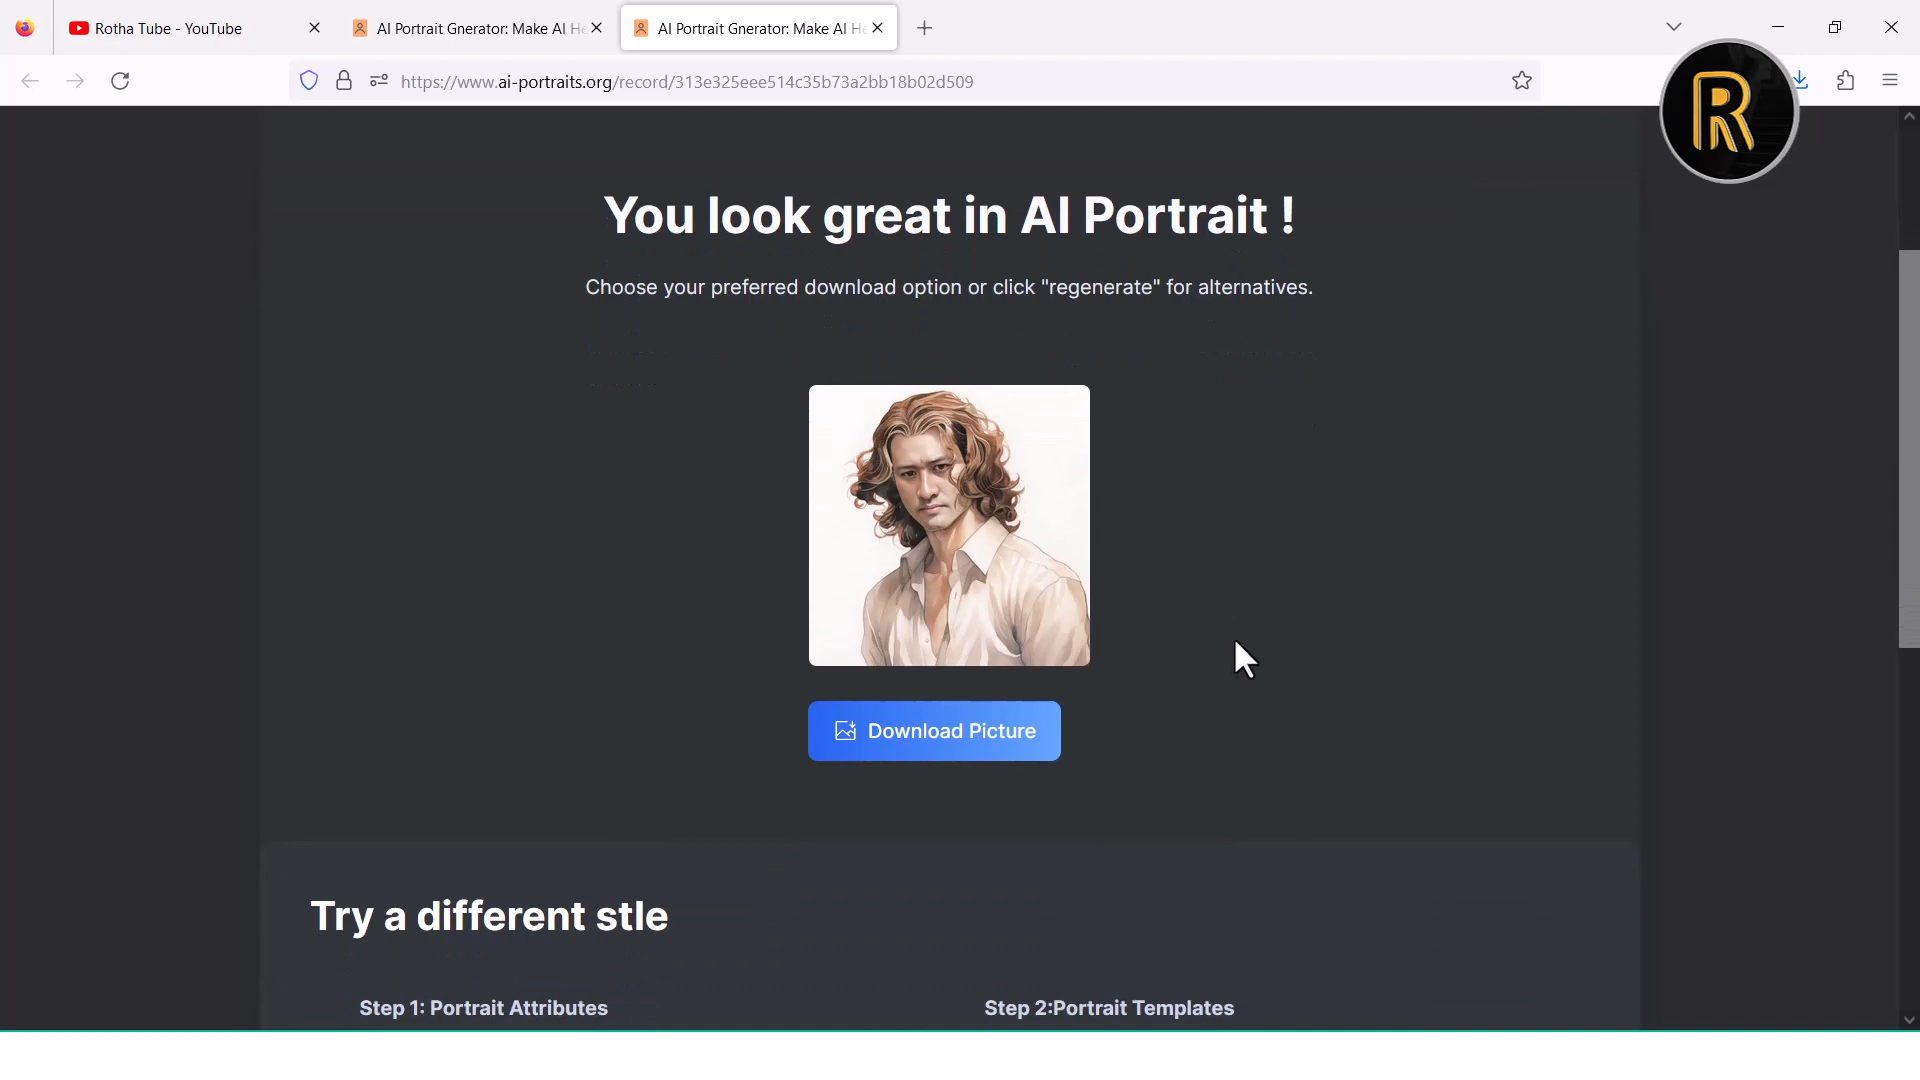 Rotha Tube - YouTube
AI Portrait Gnerator: Make AI He
AI Portrait Gnerator: Make AI He
https://www.ai-portraits.org/record/313e325eee514c35b73a2bb18b02d509
R
You look great in AI Portrait !
Choose your preferred download option or click "regenerate" for alternatives.
Download Picture
Try a different stle
Step 1: Portrait Attributes
Step 2:Portrait Templates